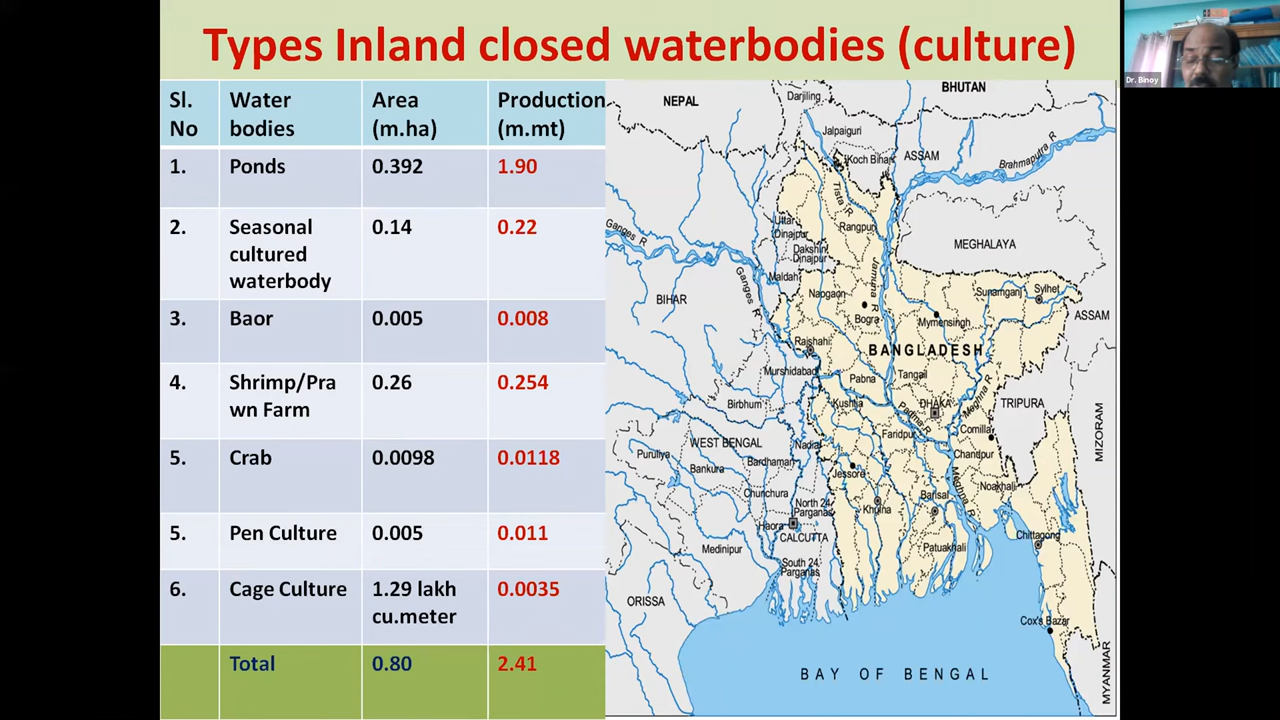 Types Inland closed waterbodies (culture)
Sl. No
Water bodies
Area (m.ha)
Production (m.mt)
1.
Ponds
0.392
1.90
2.
Seasonal cultured waterbody
0.14
0.22
3.
Baor
0.005
0.008
4.
Shrimp/Pra
wn Farm
0.26
0.254
5.
Crab
0.0098
0.0118
5.
Pen Culture
0.005
0.011
6.
Cage Culture
1.29 lakh cu.meter
0.0035
Total
0.80
2.41
NEPAL
Darjiling
BHUTAN
Jalpaiguri
Koch Bihar
ASSAM
Brahmaputra R
Tista R
Ganges R
Uttar
Dinajpur
Rangpur
Dakshin
Dinajpur
MEGHALAYA
Maldah
Ganges R
Jamuna R
BIHAR
Naogaon
Sunamganj
Sylhet
Bogra
Mymensingh
ASSAM
Rajshahi
BANGLADESH
Murshidabad
Pabna
Tangail
Birbhum
Kushtia
DHAKA
Padma R
Meghna R
TRIPURA
MIZORAM
WEST BENGAL
Nadia
Faridpur
Comilla
Puruliya
Bankura
Bardhaman
Chandpur
Jessore
Chunchura
North 24
Parganas
Khulna
Barisal
Meghna R
Noakhali
Haora
CALCUTTA
Medinipur
Patuakhali
Chittagong
South 24
Parganas
ORISSA
Cox's Bazar
BAY OF BENGAL
MYANMAR
Dr. Binoy